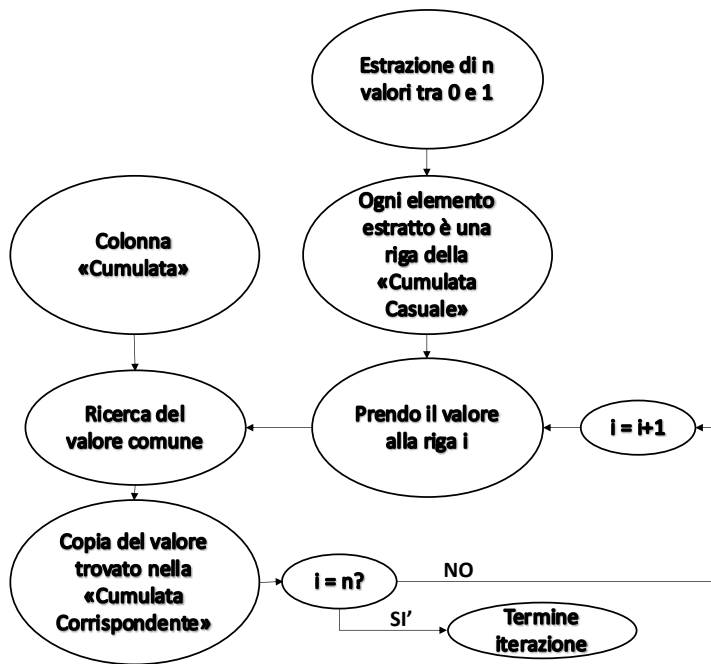 Estrazione di n
valori tra 0 e 1
Ogni elemento
estratto è una
riga della
«Cumulata
Casuale»
Colonna
«Cumulata»
Ricerca del
valore comune
Prendo il valore
alla riga i
i = i+1
Copia del valore
trovato nella
«Cumulata
Corrispondente»
i = n?
NO
SI’
Termine
iterazione